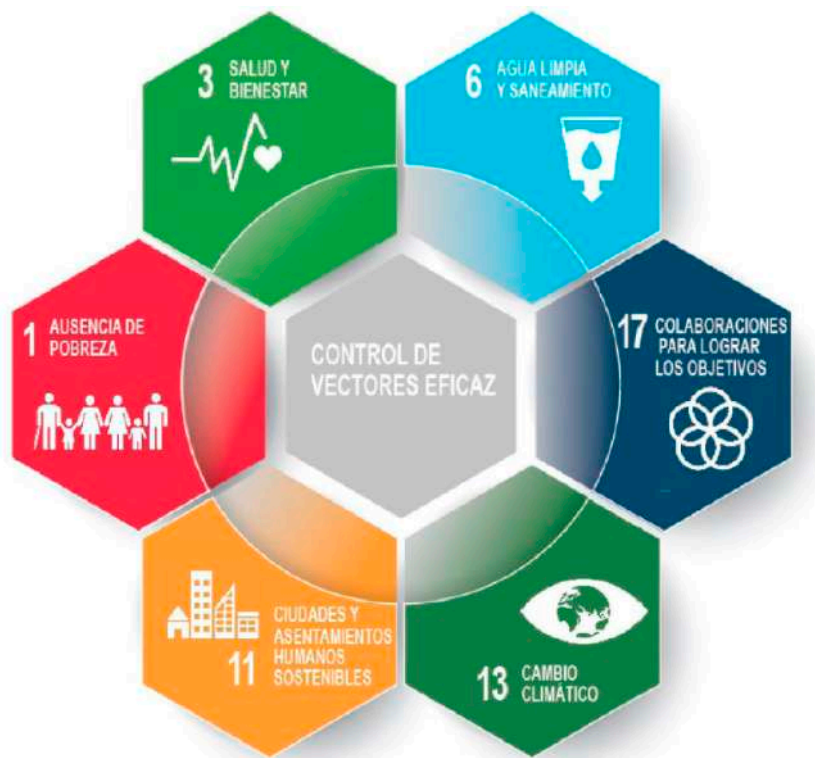 3 SALUD Y
BIENESTAR
6 AGUA LIMPIA
Y SANEAMIENTO
1 AUSENCIA DE
POBREZA
CONTROL DE
VECTORES EFICAZ
17 COLABORACIONES
PARA LOGRAR
LOS OBJETIVOS
CIUDADES Y
ASENTAMIENTOS
HUMANOS
11 SOSTENIBLES
13 CAMBIO
CLIMÁTICO